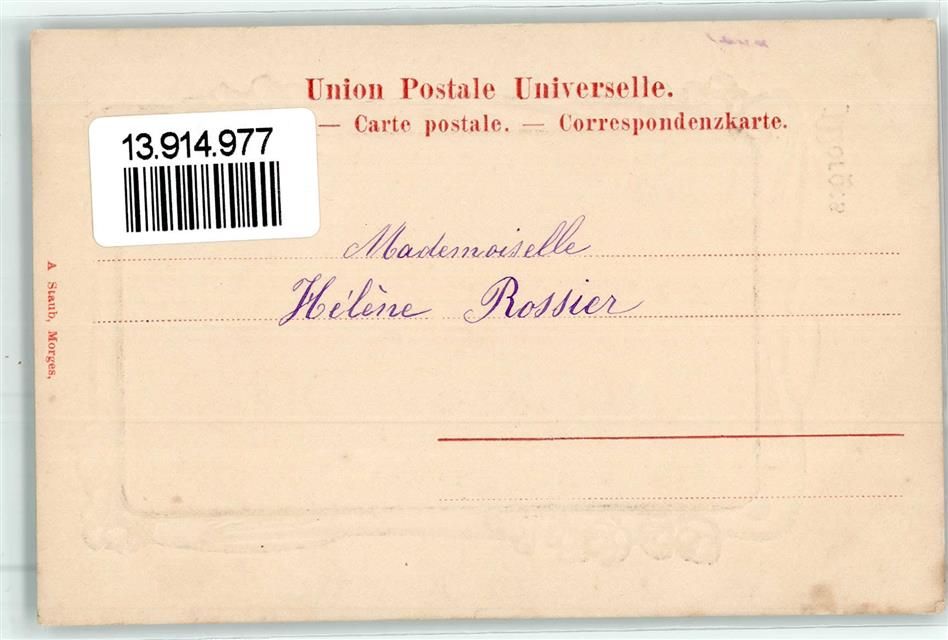 Union Postale Universelle.
— Carte postale. — Correspondenzkarte.
13.914.977
Mademoiselle
Hélène Rossier
A Staub, Morges,